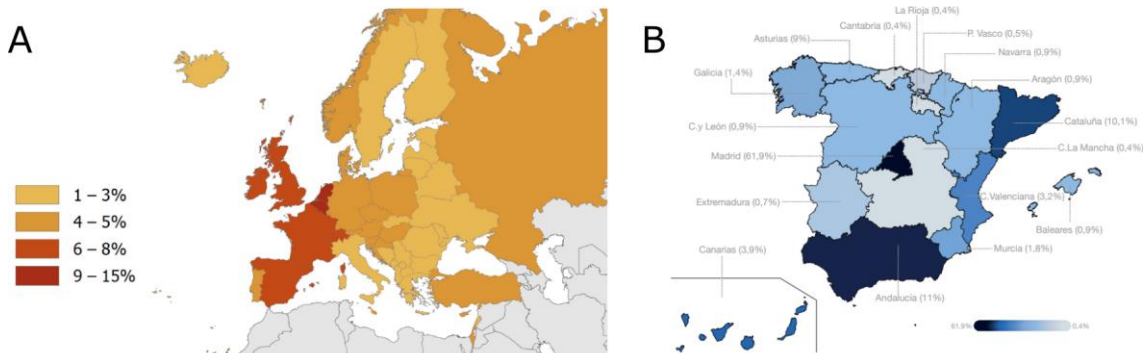 A
1 – 3%
4 – 5%
6 – 8%
9 – 15%
B
La Rioja (0,4%)
Cantabria (0,4%)
P. Vasco (0,5%)
Asturias (9%)
Navarra (0,9%)
Galicia (1,4%)
Aragón (0,9%)
C.y León (0,9%)
Cataluña (10,1%)
Madrid (61,9%)
C.La Mancha (0,4%)
Extremadura (0,7%)
C.Valenciana (3,2%)
Baleares (0,9%)
Canarias (3,9%)
Murcia (1,8%)
Andalucía (11%)
61,9%
0,4%